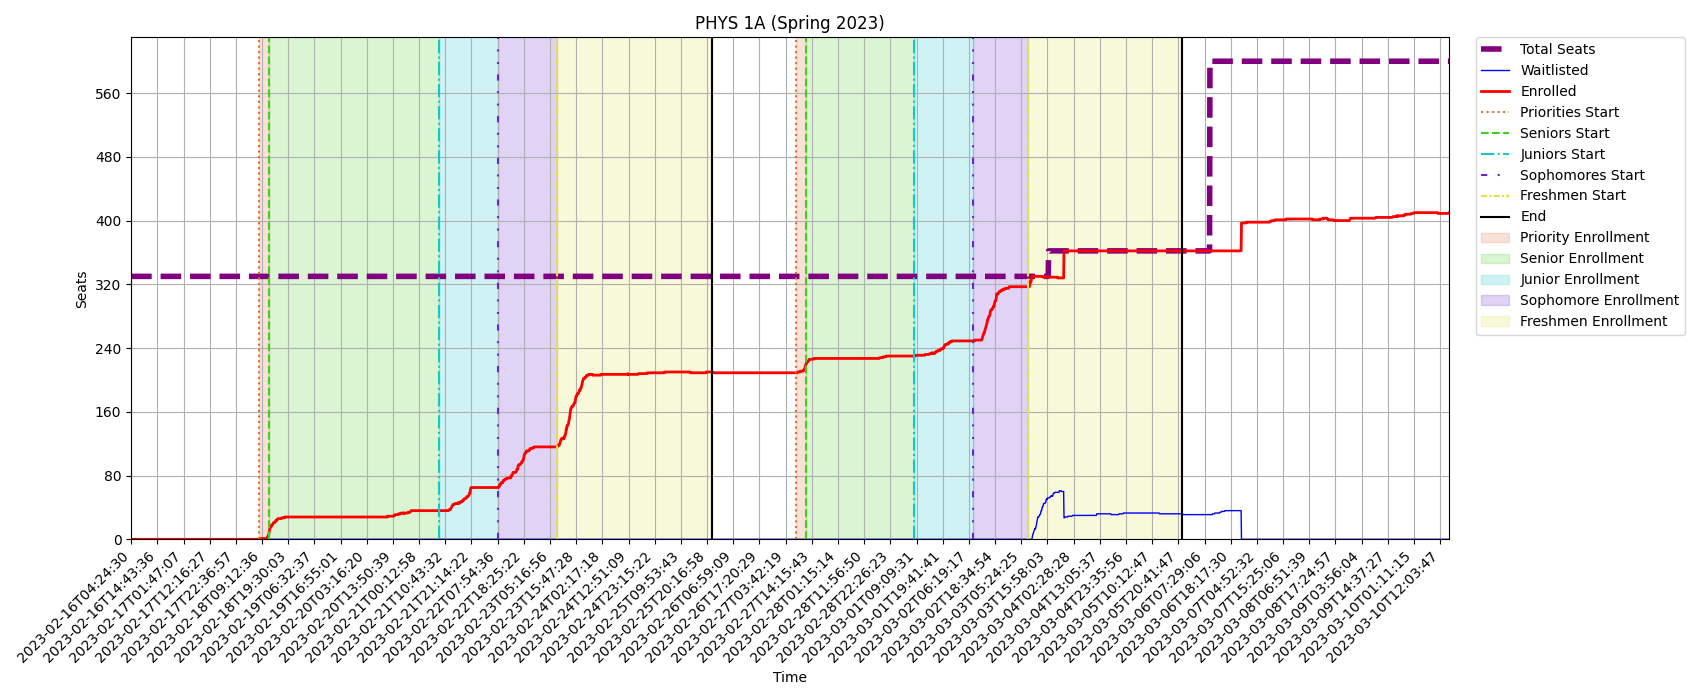 PHYS 1A (Spring 2023)
Seats
560
480
400
320
240
160
80
0
2023-02-16T04:24:30
2023-02-16T14:43:36
2023-02-17T01:47:07
2023-02-17T12:16:27
2023-02-17T22:36:57
2023-02-18T09:12:36
2023-02-18T19:30:03
2023-02-19T06:32:37
2023-02-19T16:55:01
2023-02-20T03:16:20
2023-02-20T13:50:39
2023-02-21T00:12:58
2023-02-21T10:43:32
2023-02-21T21:14:22
2023-02-22T07:54:36
2023-02-22T18:25:22
2023-02-23T05:16:56
2023-02-23T15:47:28
2023-02-24T02:17:18
2023-02-24T12:51:09
2023-02-24T23:15:22
2023-02-25T09:53:43
2023-02-25T20:16:58
2023-02-26T06:59:09
2023-02-26T17:20:29
2023-02-27T03:42:19
2023-02-27T14:15:43
2023-02-28T01:15:14
2023-02-28T11:56:50
2023-02-28T22:26:23
2023-03-01T09:09:31
2023-03-01T19:41:41
2023-03-02T06:19:17
2023-03-02T18:34:54
2023-03-03T05:24:25
2023-03-03T15:58:03
2023-03-04T02:28:28
2023-03-04T13:05:37
2023-03-04T23:35:56
2023-03-05T10:12:47
2023-03-05T20:41:47
2023-03-06T07:29:06
2023-03-06T18:17:30
2023-03-07T04:52:32
2023-03-07T15:25:06
2023-03-08T06:51:39
2023-03-08T17:24:57
2023-03-09T03:56:04
2023-03-09T14:37:27
2023-03-10T01:11:15
2023-03-10T12:03:47
Time
Total Seats
Waitlisted
Enrolled
Priorities Start
Seniors Start
Juniors Start
Sophomores Start
Freshmen Start
End
Priority Enrollment
Senior Enrollment
Junior Enrollment
Sophomore Enrollment
Freshmen Enrollment